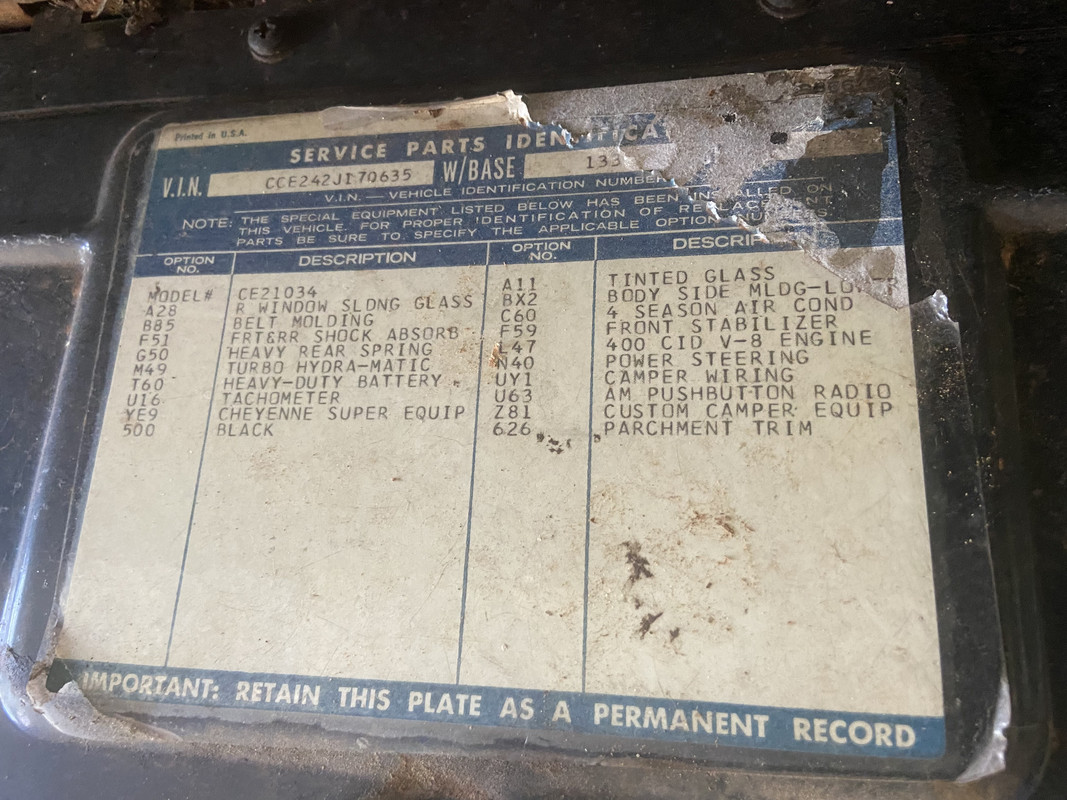 Printed in U.S.A.
SERVICE PARTS IDENTIFICA
V.I.N. CCE242J170635 W/BASE 133
V.I.N. — VEHICLE IDENTIFICATION NUMBER
NOTE: THE SPECIAL EQUIPMENT LISTED BELOW HAS BEEN INSTALLED ON
THIS VEHICLE. FOR PROPER IDENTIFICATION OF REPLACEMENT
PARTS BE SURE TO SPECIFY THE APPLICABLE OPTION NUMBERS.
OPTION NO. DESCRIPTION
MODEL# CE21034
A28 R WINDOW SLDNG GLASS
B85 BELT MOLDING
F51 FRT&RR SHOCK ABSORB
G50 HEAVY REAR SPRING
M49 TURBO HYDRA-MATIC
T60 HEAVY-DUTY BATTERY
U16 TACHOMETER
YE9 CHEYENNE SUPER EQUIP
500 BLACK
OPTION NO. DESCRIP
A11 TINTED GLASS
BX2 BODY SIDE MLDG-LOWER
C60 4 SEASON AIR COND
F59 FRONT STABILIZER
L47 400 CID V-8 ENGINE
N40 POWER STEERING
UY1 CAMPER WIRING
U63 AM PUSHBUTTON RADIO
Z81 CUSTOM CAMPER EQUIP
626 PARCHMENT TRIM
IMPORTANT: RETAIN THIS PLATE AS A PERMANENT RECORD